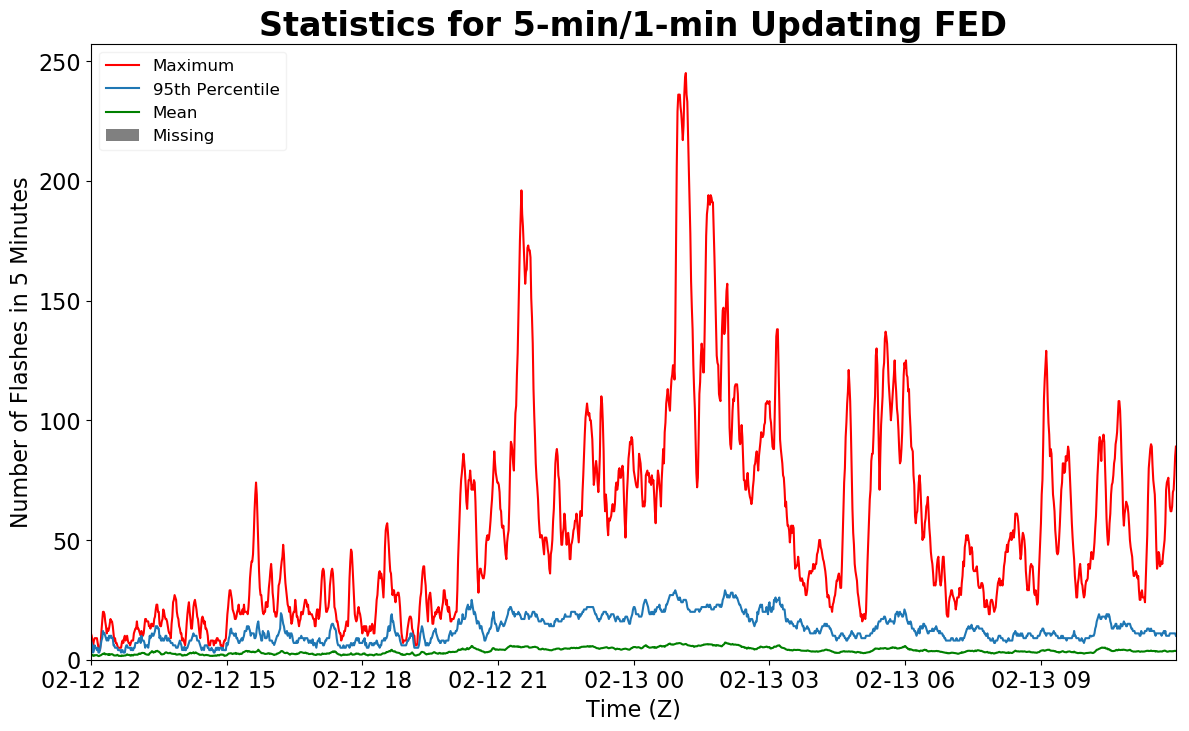 Statistics for 5-min/1-min Updating FED
Number of Flashes in 5 Minutes
250
200
150
100
50
0
Maximum
95th Percentile
Mean
Missing
02-12 12
02-12 15
02-12 18
02-12 21
02-13 00
02-13 03
02-13 06
02-13 09
Time (Z)